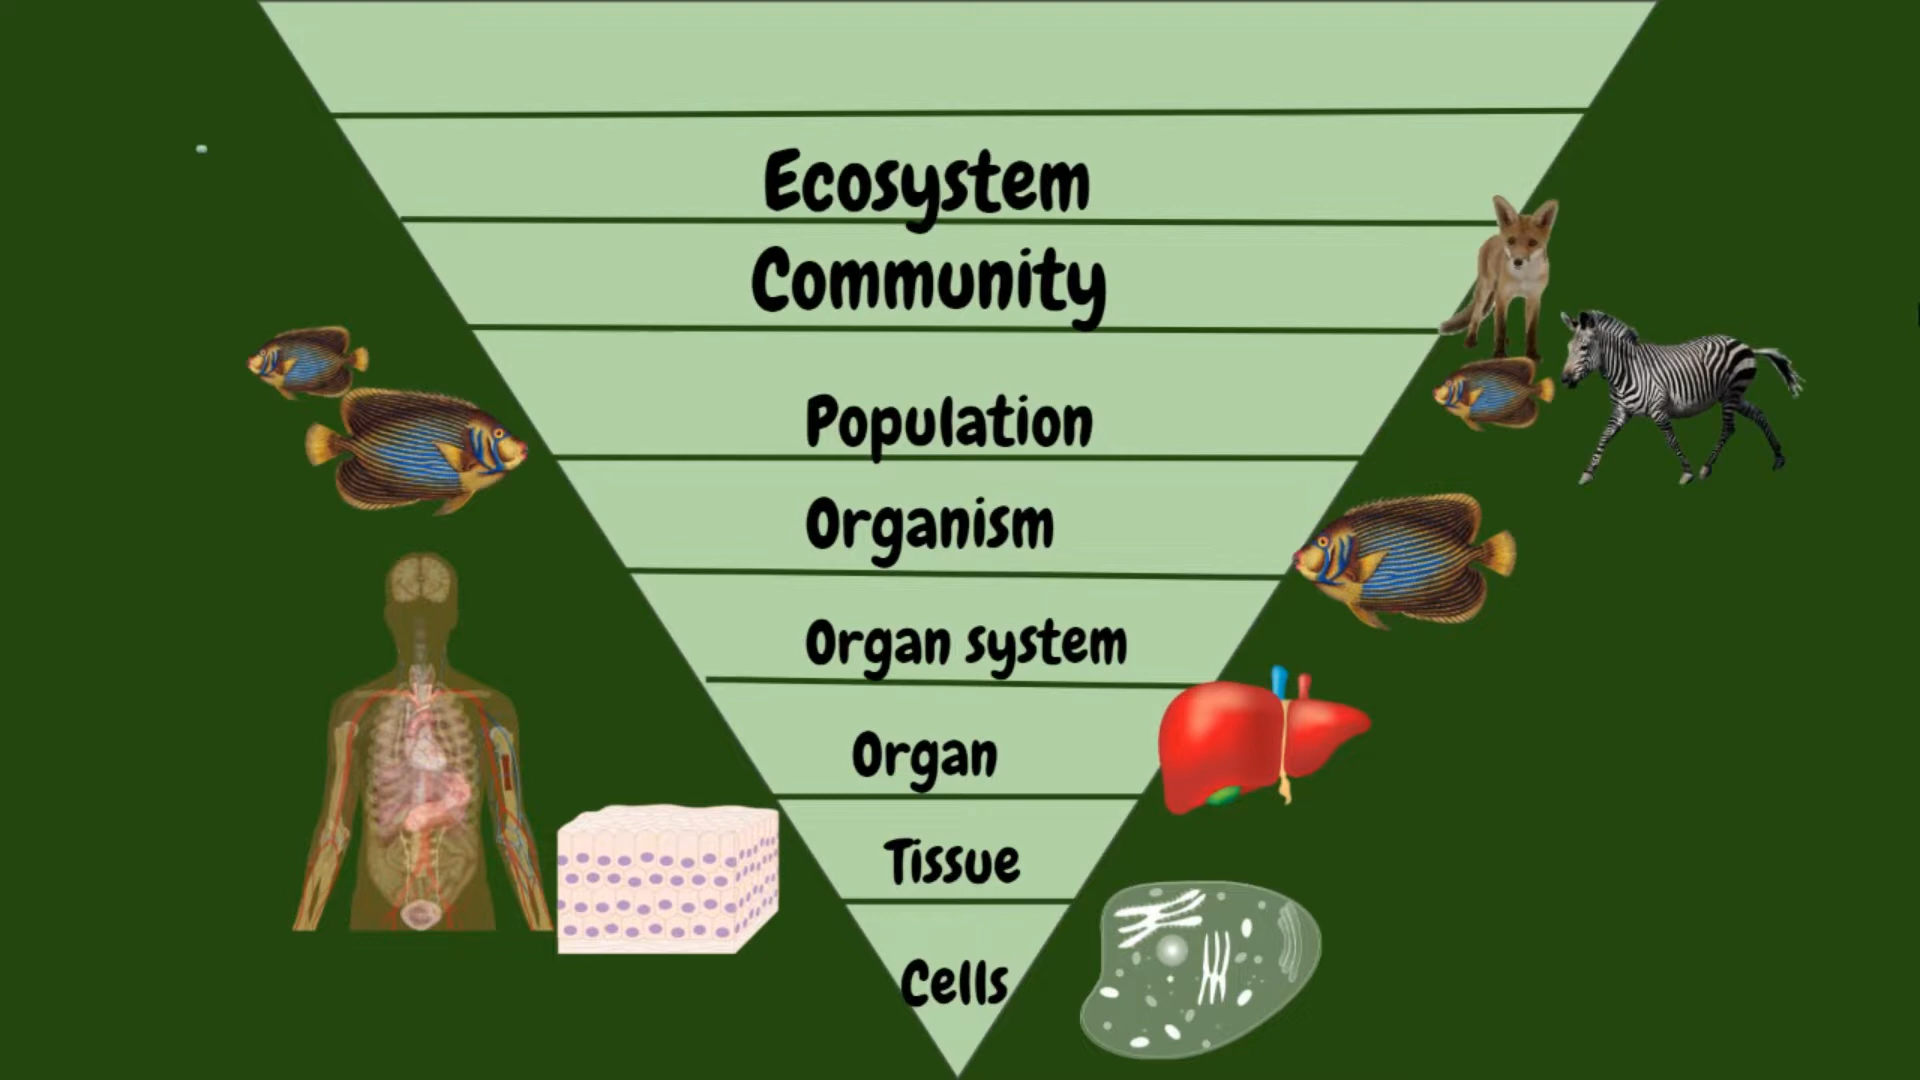 Ecosystem
Community
Population
Organism
Organ system
Organ
Tissue
Cells